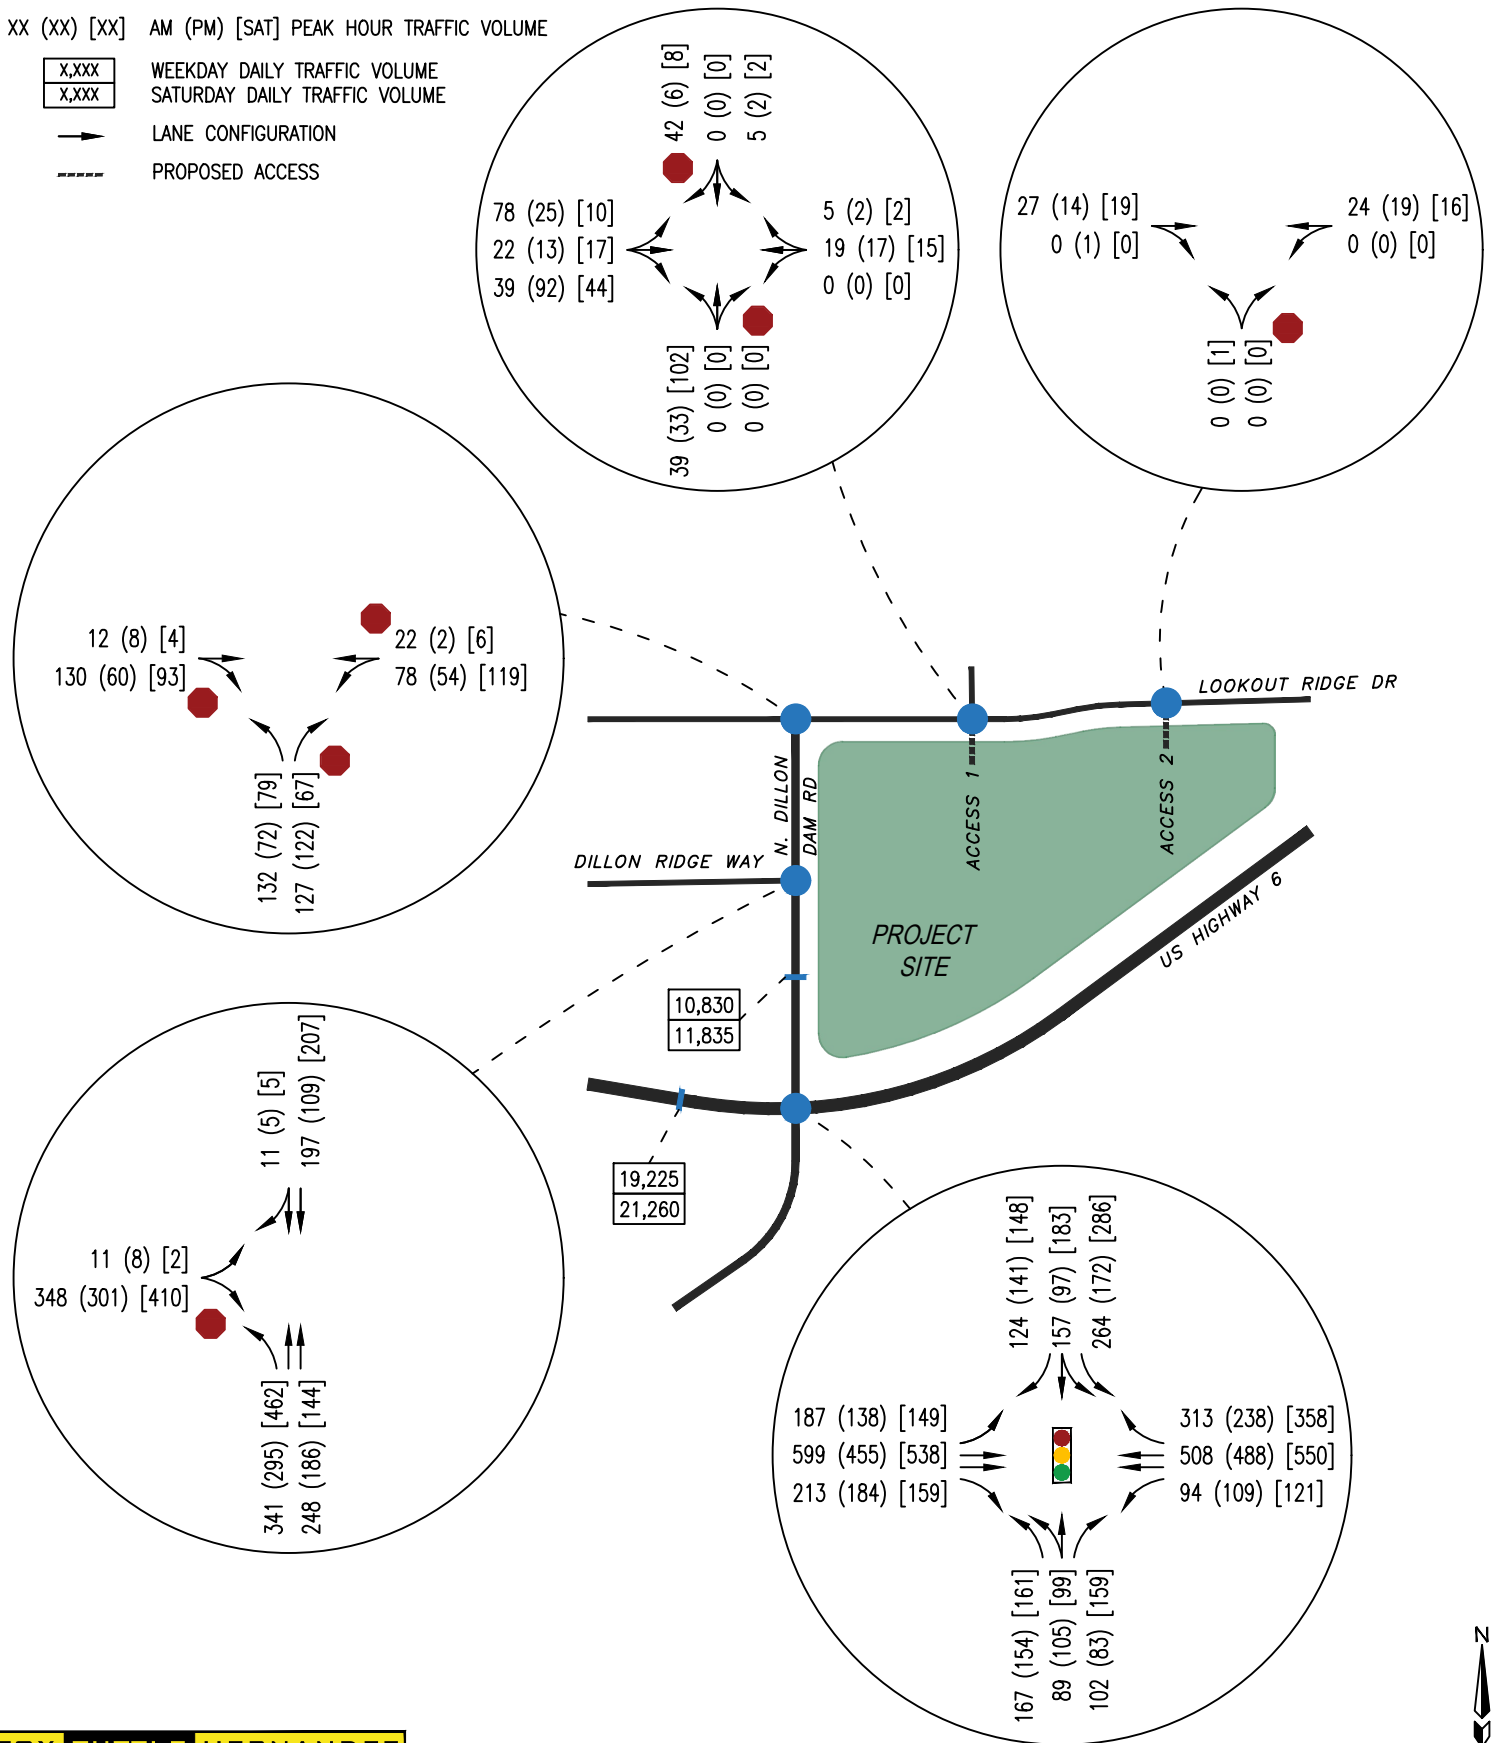 XX (XX) [XX] AM (PM) [SAT] PEAK HOUR TRAFFIC VOLUME
X,XXX WEEKDAY DAILY TRAFFIC VOLUME
X,XXX SATURDAY DAILY TRAFFIC VOLUME
LANE CONFIGURATION
PROPOSED ACCESS
42 (6) [8]
0 (0) [0]
5 (2) [2]
78 (25) [10]
22 (13) [17]
39 (92) [44]
5 (2) [2]
19 (17) [15]
0 (0) [0]
39 (33) [102]
0 (0) [0]
0 (0) [0]
27 (14) [19]
0 (1) [0]
24 (19) [16]
0 (0) [0]
0 (0) [1]
0 (0) [0]
12 (8) [4]
130 (60) [93]
22 (2) [6]
78 (54) [119]
132 (72) [79]
127 (122) [67]
LOOKOUT RIDGE DR
N. DILLON
DAM RD
ACCESS 1
ACCESS 2
DILLON RIDGE WAY
PROJECT
SITE
US HIGHWAY 6
10,830
11,835
19,225
21,260
11 (5) [5]
197 (109) [207]
11 (8) [2]
348 (301) [410]
341 (295) [462]
248 (186) [144]
124 (141) [148]
157 (97) [183]
264 (172) [286]
187 (138) [149]
599 (455) [538]
213 (184) [159]
313 (238) [358]
508 (488) [550]
94 (109) [121]
167 (154) [161]
89 (105) [99]
102 (83) [159]
N